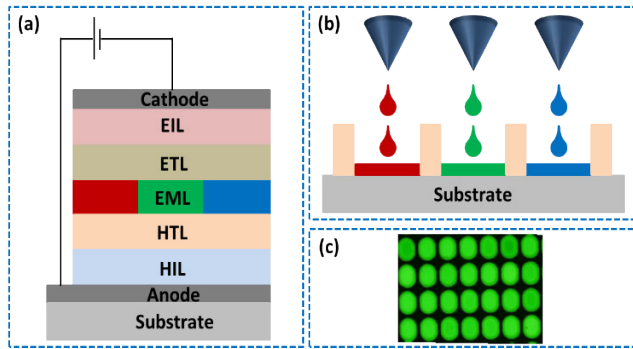 (a)
Cathode
EIL
ETL
EML
HTL
HIL
Anode
Substrate
(b)
Substrate
(c)